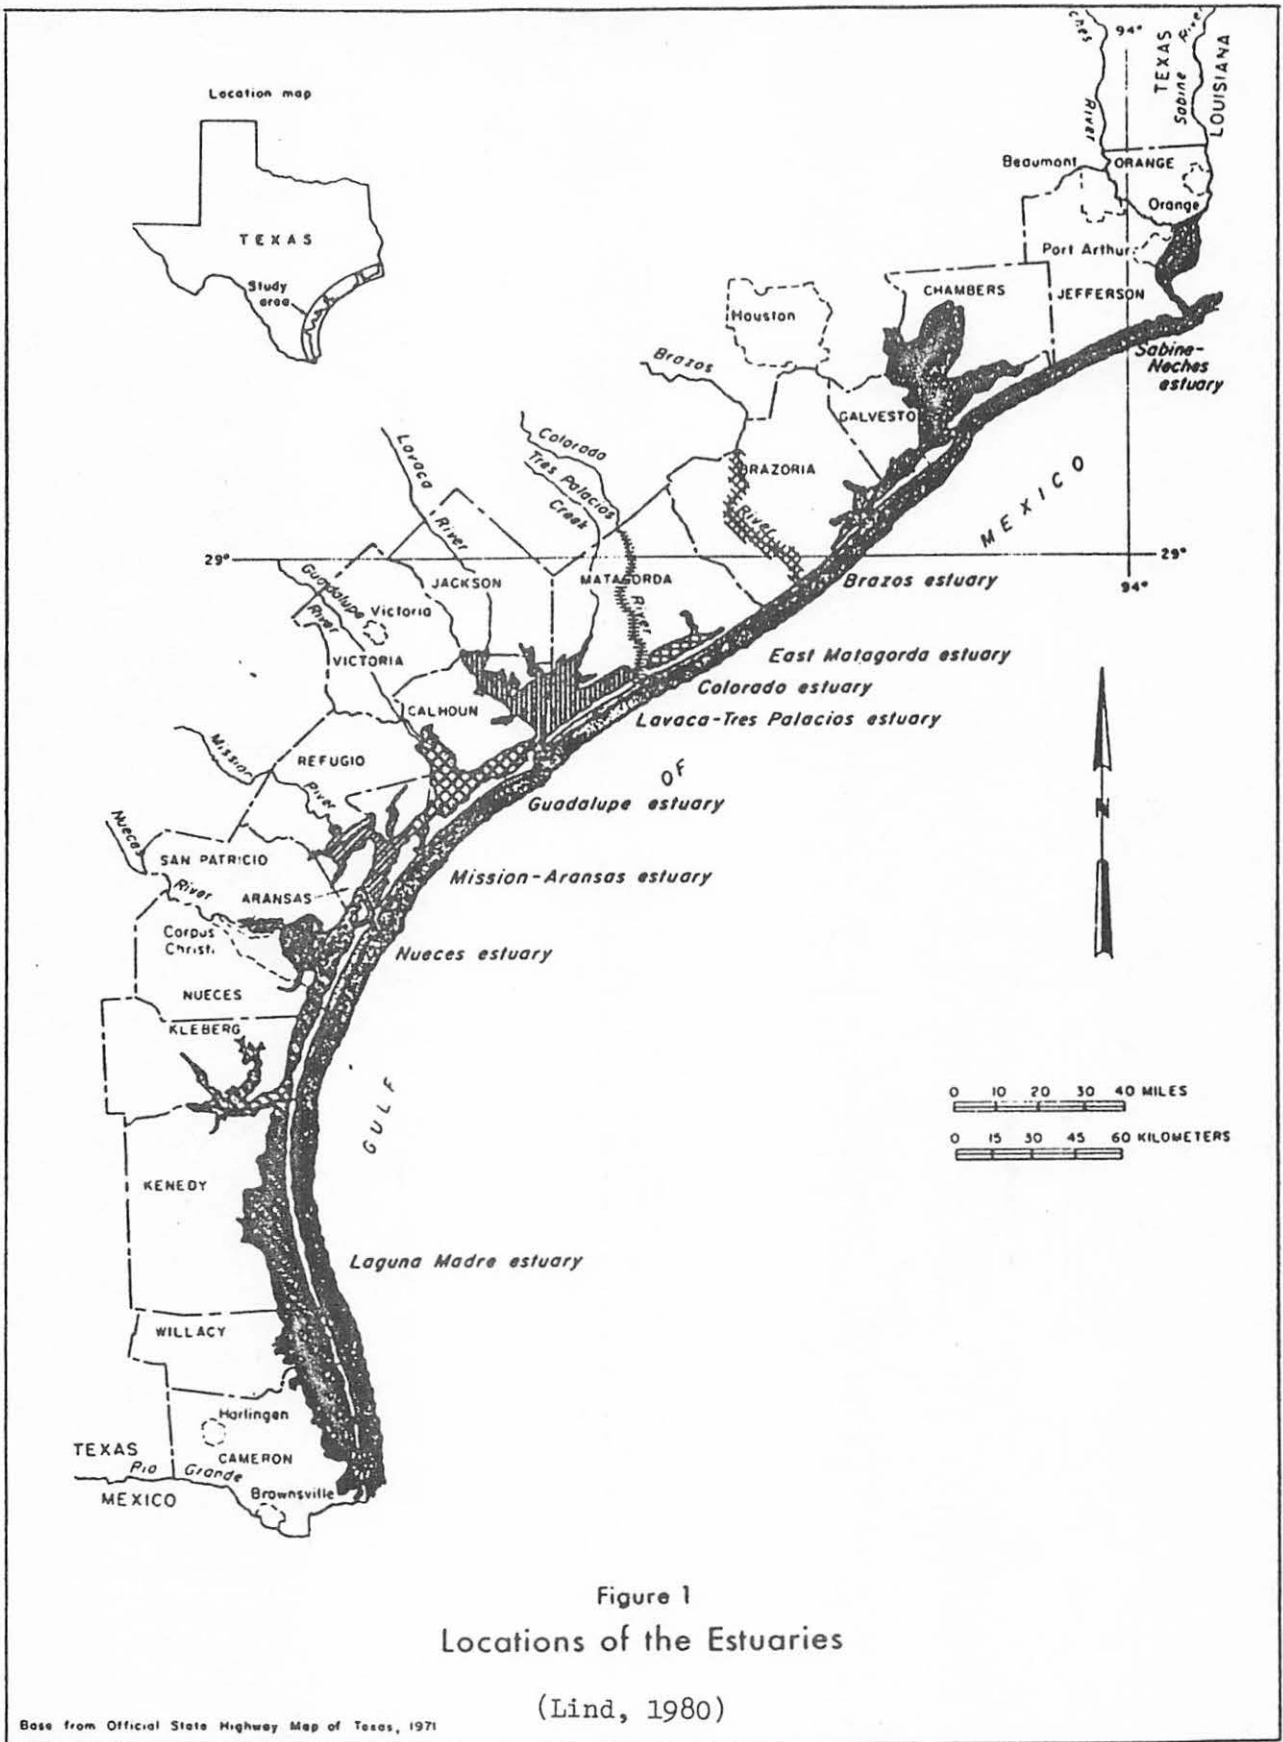 Location map
TEXAS
Study
area
ches
River
94°
TEXAS
Sabine River
LOUISIANA
Beaumont
ORANGE
Orange
Port Arthur
CHAMBERS
JEFFERSON
Houston
Sabine-
Neches
estuary
Brazos
GALVESTO
BRAZORIA
River
Colorado
Tres Palacios
Creek
Lavaca
River
MEXICO
29°
29°
94°
JACKSON
MATAGORDA
River
Brazos estuary
Guadalupe
River
Victoria
VICTORIA
East Matagorda estuary
Colorado estuary
Lavaca-Tres Palacios estuary
CALHOUN
REFUGIO
Mission
River
OF
Guadalupe estuary
N
Nueces
River
SAN PATRICIO
ARANSAS
Mission-Aransas estuary
Corpus
Christi
Nueces estuary
NUECES
KLEBERG
GULF
0 10 20 30 40 MILES
0 15 30 45 60 KILOMETERS
KENEDY
Laguna Madre estuary
WILLACY
Harlingen
CAMERON
TEXAS
Rio Grande
MEXICO
Brownsville
Figure 1
Locations of the Estuaries
(Lind, 1980)
Base from Official State Highway Map of Texas, 1971